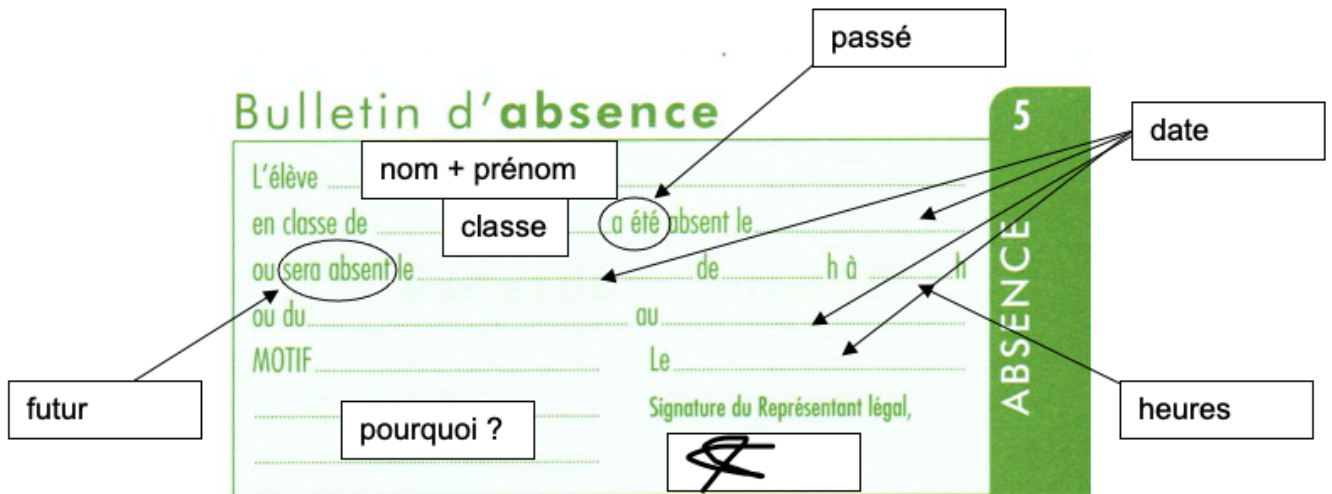 passé
Bulletin d'absence
5
date
L'élève ........ nom + prénom ........
en classe de ........ classe ........ a été absent le ........
ou sera absent le ........ de ........ h à ........ h
ou du ........ au ........
MOTIF ........ Le ........
ABSENCE
futur
pourquoi ?
Signature du Représentant légal,
heures